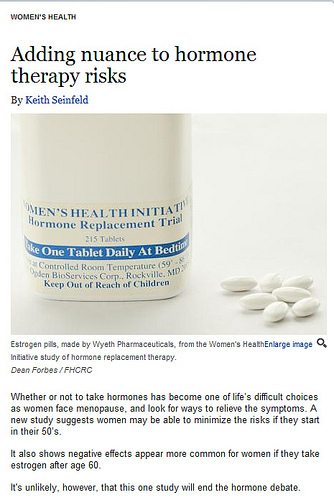 WOMEN'S HEALTH
Adding nuance to hormone
therapy risks
By Keith Seinfeld
OMEN'S HEALTH INITIATIV
Hormone Replacement Trial
215 Tablets
ake One Tablet Daily At Bedtim
at Controlled Room Temperature (59° - 86
Ogden BioServices Corp., Rockville, MD 20
Keep Out of Reach of Children
Estrogen pills, made by Wyeth Pharmaceuticals, from the Women's HealthEnlarge image
Initiative study of hormone replacement therapy.
Dean Forbes / FHCRC
Whether or not to take hormones has become one of life's difficult choices
as women face menopause, and look for ways to relieve the symptoms. A
new study suggests women may be able to minimize the risks if they start
in their 50's.
It also shows negative effects appear more common for women if they take
estrogen after age 60.
It's unlikely, however, that this one study will end the hormone debate.